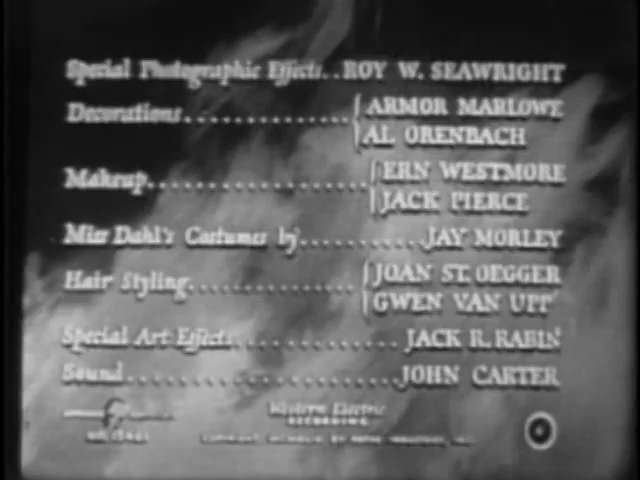 Special Photographic Effects..ROY W. SEAWRIGHT
Decorations..............{ARMOR MARLOWE
AL ORENBACH
Makeup..................{ERN WESTMORE
JACK PIERCE
Miss Dahl's Costumes by..........JAY MORLEY
Hair Styling..............{JOAN ST. OEGGER
GWEN VAN UPP
Special Art Effects..............JACK R. RABIN
Sound......................JOHN CARTER
Western Electric
RECORDING